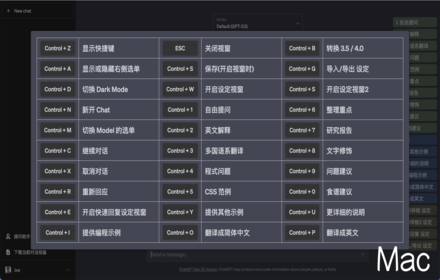 New chat
Default GPT-3.5
Control + Z 显示快捷键 ESC 关闭视窗 Control + B 转换 3.5 / 4.0
Control + A 显示或隐藏右侧选单 Control + S 保存(开启视窗时) Control + G 导入/导出 设定
Control + D 切换 Dark Mode Control + W 开启设定视窗 Control + S 开启设定视窗2
Control + N 新开 Chat Control + 1 自由提问 Control + 6 整理重点
Control + M 切换 Model 的选单 Control + 2 英文解释 Control + 7 研究报告
Control + C 继续对话 Control + 3 多国语系翻译 Control + 8 文字修饰
Control + X 取消对话 Control + 4 程式问题 Control + 9 问题建议
Control + R 重新回应 Control + 5 CSS 范例 Control + 0 食谱建议
Control + E 开启快速回复设定视窗 Control + Y 提供其他示例 Control + U 更详细的说明
Control + I 提供编程示例 Control + O 翻译成简体中文 Control + P 翻译成英文
Mac